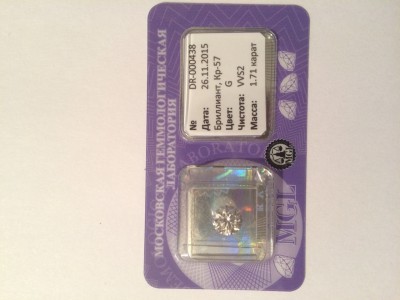 МОСКОВСКАЯ ГЕММОЛОГИЧЕСКАЯ
ЛАБОРАТОРИЯ
№ DR-000438
Дата: 26.11.2015
Бриллиант, Кр-57
Цвет: G
Чистота: VVS2
Масса: 1.71 карат
MGL